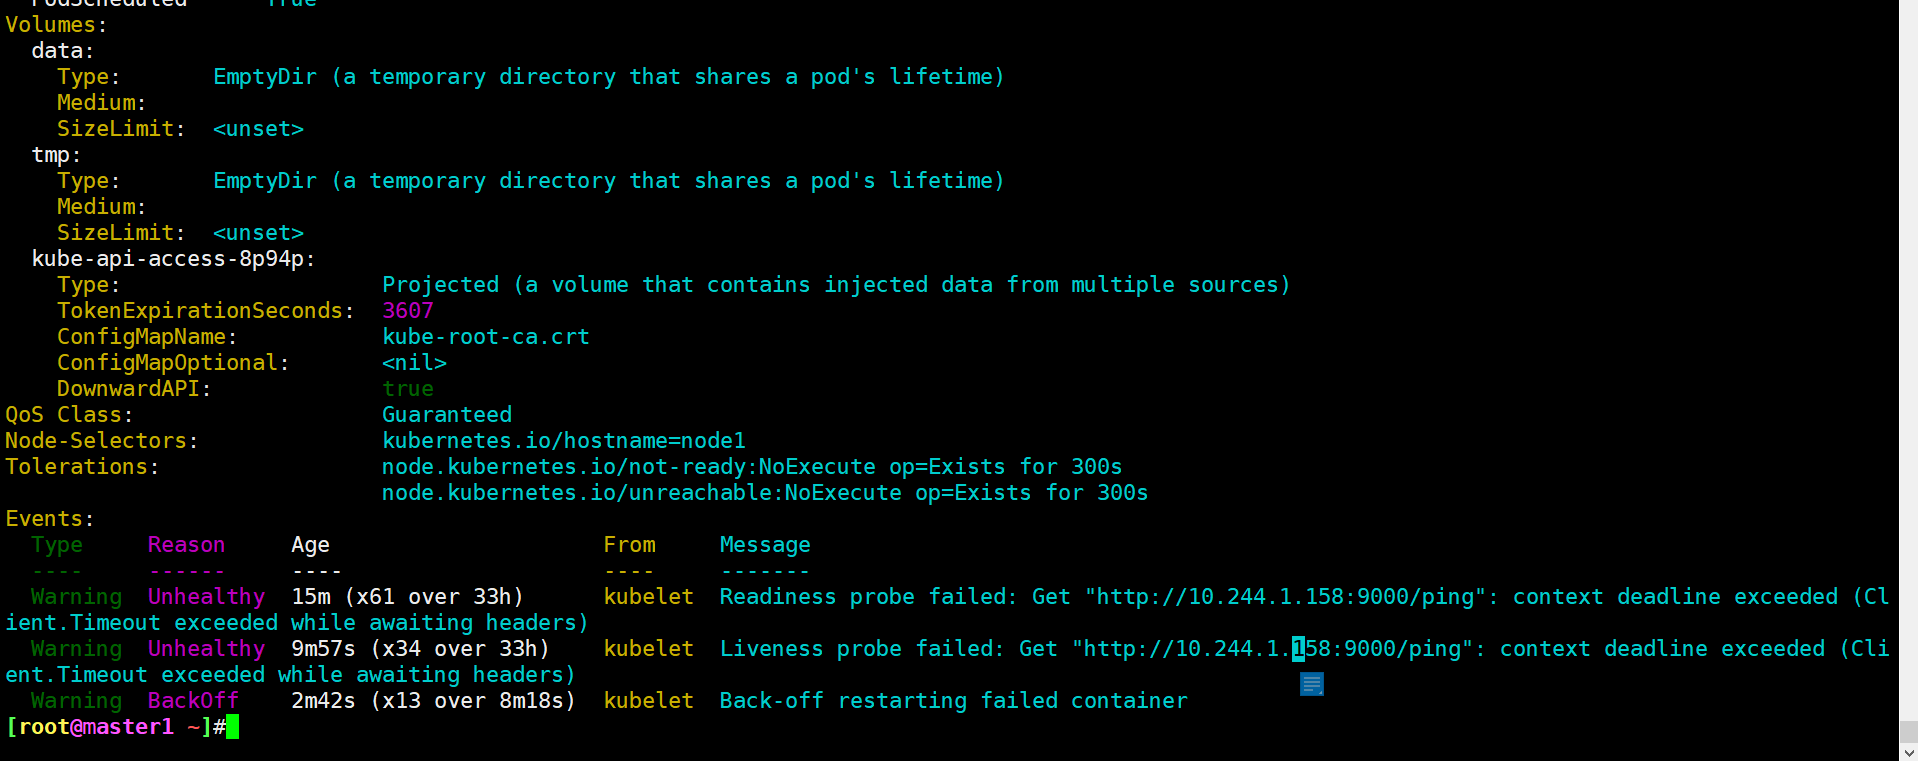 PodScheduled      True
Volumes:
  data:
    Type:       EmptyDir (a temporary directory that shares a pod's lifetime)
    Medium:
    SizeLimit:  <unset>
  tmp:
    Type:       EmptyDir (a temporary directory that shares a pod's lifetime)
    Medium:
    SizeLimit:  <unset>
  kube-api-access-8p94p:
    Type:                    Projected (a volume that contains injected data from multiple sources)
    TokenExpirationSeconds:  3607
    ConfigMapName:           kube-root-ca.crt
    ConfigMapOptional:       <nil>
    DownwardAPI:             true
QoS Class:                   Guaranteed
Node-Selectors:              kubernetes.io/hostname=node1
Tolerations:                 node.kubernetes.io/not-ready:NoExecute op=Exists for 300s
                             node.kubernetes.io/unreachable:NoExecute op=Exists for 300s
Events:
  Type     Reason     Age                     From     Message
  ----     ------     ----                    ----     -------
  Warning  Unhealthy  15m (x61 over 33h)      kubelet  Readiness probe failed: Get "http://10.244.1.158:9000/ping": context deadline exceeded (Cl
ient.Timeout exceeded while awaiting headers)
  Warning  Unhealthy  9m57s (x34 over 33h)    kubelet  Liveness probe failed: Get "http://10.244.1.158:9000/ping": context deadline exceeded (Cli
ent.Timeout exceeded while awaiting headers)
  Warning  BackOff    2m42s (x13 over 8m18s)  kubelet  Back-off restarting failed container
[root@master1 ~]#